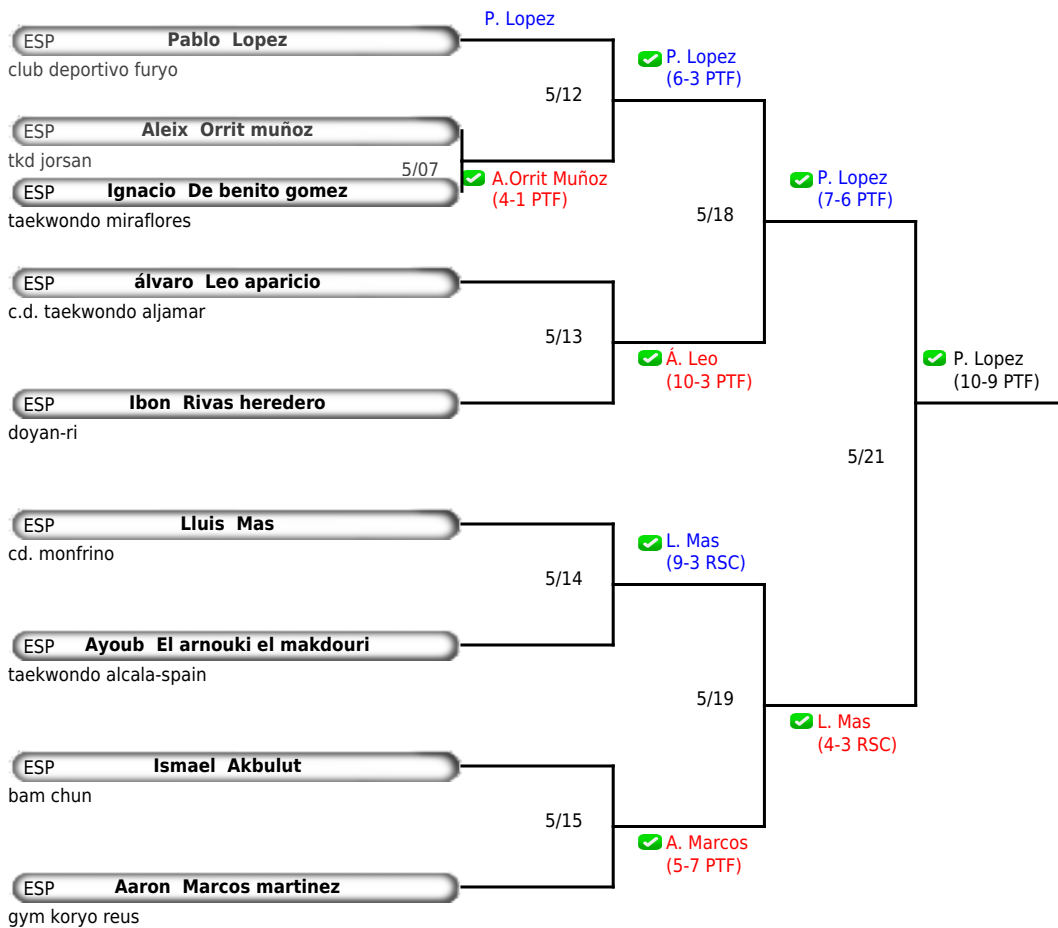 P. Lopez
ESP Pablo Lopez
club deportivo furyo
P. Lopez
(6-3 PTF)
5/12
ESP Aleix Orrit muñoz
tkd jorsan
5/07
A.Orrit Muñoz
(4-1 PTF)
ESP Ignacio De benito gomez
taekwondo miraflores
P. Lopez
(7-6 PTF)
5/18
ESP álvaro Leo aparicio
c.d. taekwondo aljamar
5/13
Á. Leo
(10-3 PTF)
P. Lopez
(10-9 PTF)
ESP Ibon Rivas heredero
doyan-ri
5/21
ESP Lluis Mas
cd. monfrino
L. Mas
(9-3 RSC)
5/14
ESP Ayoub El arnouki el makdouri
taekwondo alcala-spain
5/19
L. Mas
(4-3 RSC)
ESP Ismael Akbulut
bam chun
5/15
A. Marcos
(5-7 PTF)
ESP Aaron Marcos martinez
gym koryo reus